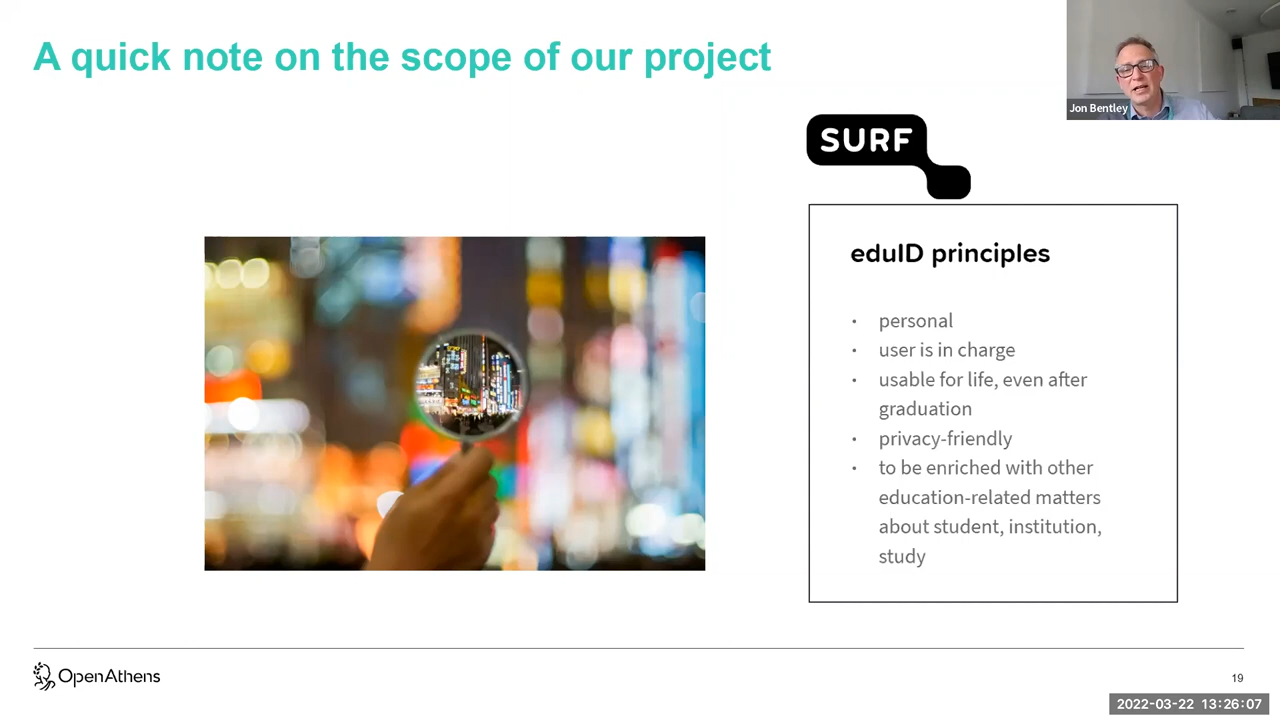 A quick note on the scope of our project
Jon Bentley
SURF
eduID principles
· personal
· user is in charge
· usable for life, even after
graduation
· privacy-friendly
· to be enriched with other
education-related matters
about student, institution,
study
OpenAthens
19
2022-03-22 13:26:07